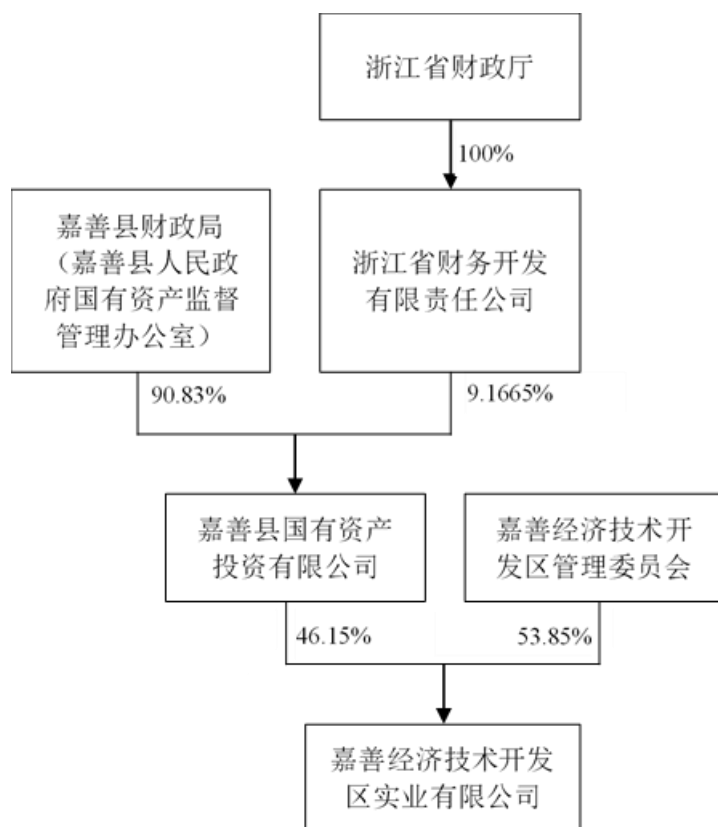 浙江省财政厅
100%
嘉善县财政局
（嘉善县人民政
府国有资产监督
管理办公室）
浙江省财务开发
有限责任公司
90.83%
9.1665%
嘉善县国有资产
投资有限公司
嘉善经济技术开
发区管理委员会
46.15%
53.85%
嘉善经济技术开发
区实业有限公司